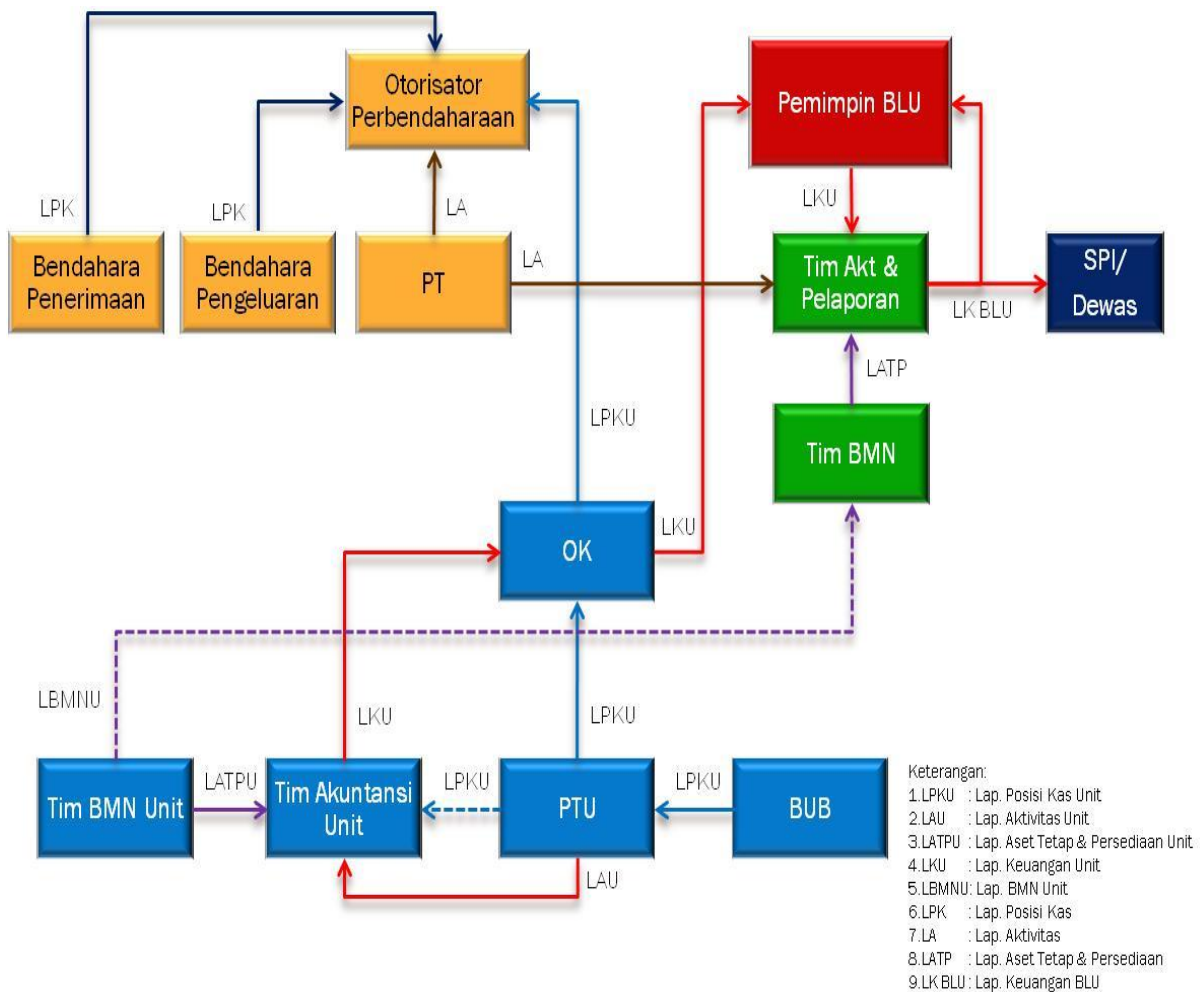 Otorisator
Perbendaharaan
Pemimpin BLU
LPK
LPK
LA
LKU
Bendahara
Penerimaan
Bendahara
Pengeluaran
PT
LA
Tim Akt &
Pelaporan
LK BLU
SPI/
Dewas
LATP
LPKU
Tim BMN
OK
LKU
LBMNU
LKU
LPKU
Tim BMN Unit
LATPU
Tim Akuntansi
Unit
LPKU
PTU
LPKU
BUB
LAU
Keterangan:
1.LPKU : Lap. Posisi Kas Unit
2.LAU : Lap. Aktivitas Unit
3.LATPU : Lap. Aset Tetap & Persediaan Unit
4.LKU : Lap. Keuangan Unit
5.LBMNU: Lap. BMN Unit
6.LPK : Lap. Posisi Kas
7.LA : Lap. Aktivitas
8.LATP : Lap. Aset Tetap & Persediaan
9.LK BLU : Lap. Keuangan BLU